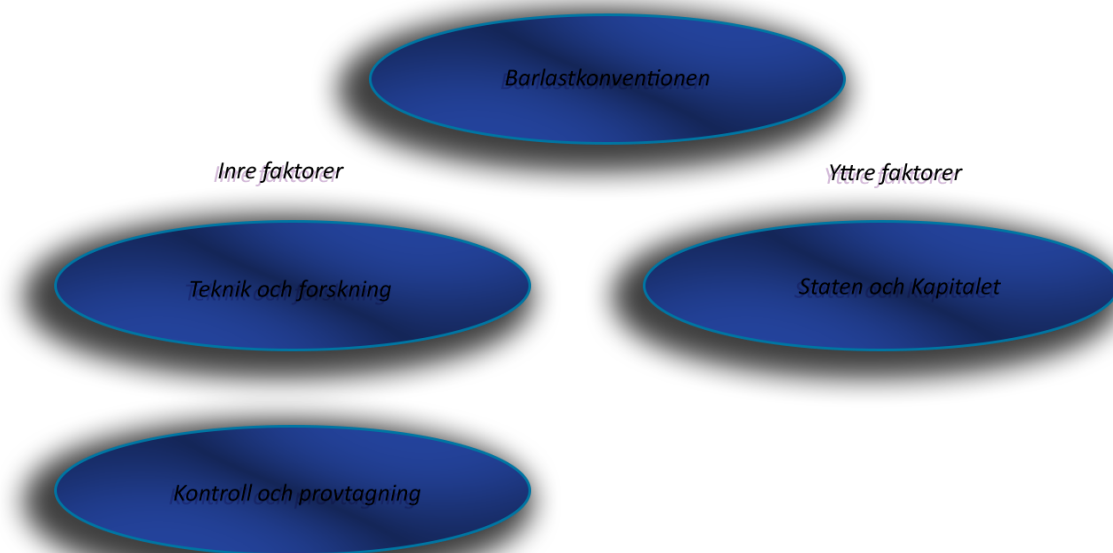 Barlastkonventionen
Inre faktorer
Yttre faktorer
Teknik och forskning
Staten och Kapitalet
Kontroll och provtagning